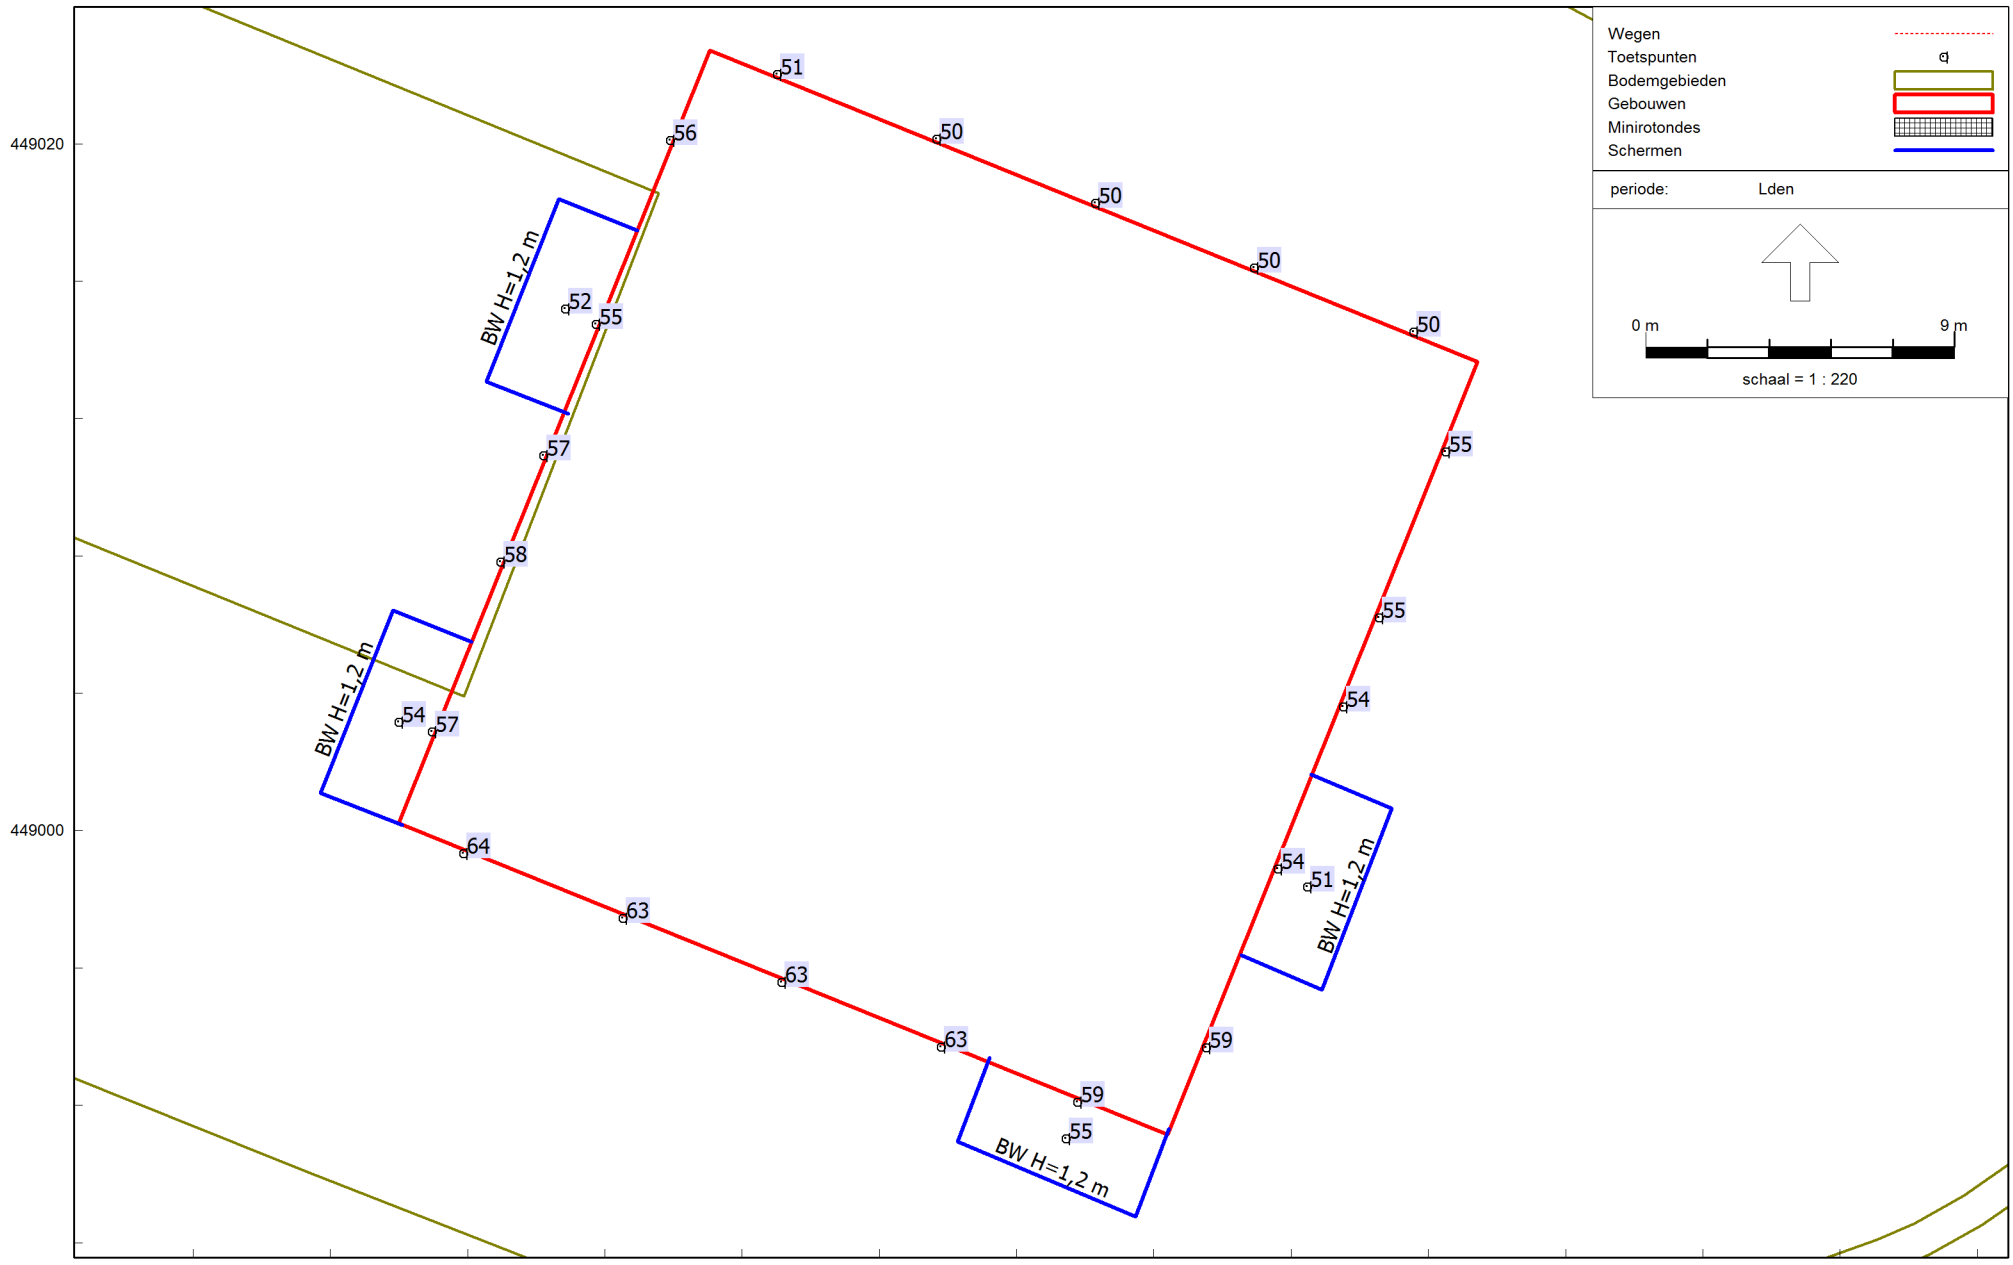 Wegen
Toetspunten
Bodemgebieden
Gebouwen
Minirotondes
Schermen
periode: Lden
0 m 9 m
schaal = 1 : 220
449020
449000
51
50
50
50
50
56
BW H=1,2 m
52
55
57
58
BW H=1,2 m
54
57
64
63
63
63
59
55
BW H=1,2 m
55
55
54
54
51
BW H=1,2 m
59